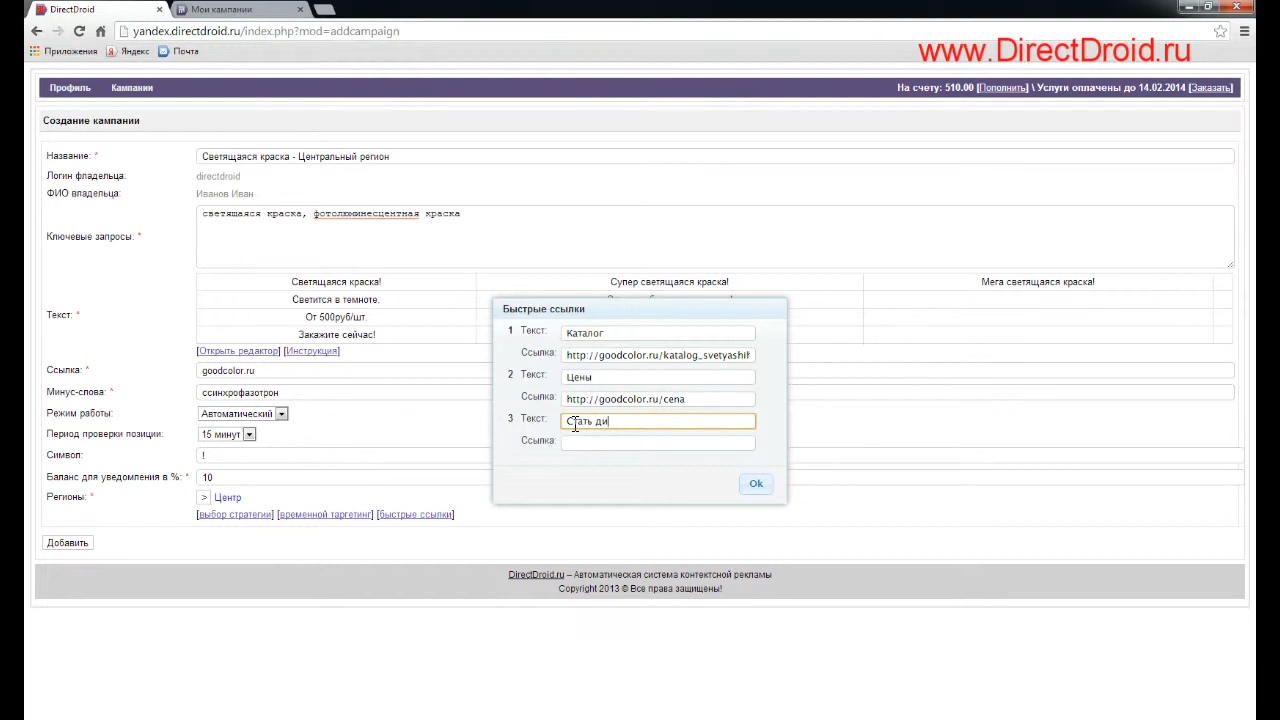 DirectDroid
Мои кампании
yandex.directdroid.ru/index.php?mod=addcampaign
Приложения Яндекс Почта
www.DirectDroid.ru
Профиль Кампании На счету: 510.00 [Пополнить] \ Услуги оплачены до 14.02.2014 [Заказать]
Создание кампании
Название: * Светящаяся краска - Центральный регион
Логин владельца: directdroid
ФИО владельца: Иванов Иван
Ключевые запросы: * светящаяся краска, фотолюминесцентная краска
Текст: *
Светящаяся краска! Супер светящаяся краска! Мега светящаяся краска!
Светится в темноте.
От 500руб/шт.
Закажите сейчас!
[Открыть редактор] [Инструкция]
Ссылка: * goodcolor.ru
Минус-слова: * ссинхрофазотрон
Режим работы: Автоматический
Период проверки позиции: 15 минут
Символ: !
Баланс для уведомления в %: * 10
Регионы: * > Центр
[выбор стратегии] [временной таргетинг] [быстрые ссылки]
Добавить
Быстрые ссылки
1 Текст: Каталог
Ссылка: http://goodcolor.ru/katalog_svetyashih
2 Текст: Цены
Ссылка: http://goodcolor.ru/cena
3 Текст: Стать ди
Ссылка:
Ok
DirectDroid.ru – Автоматическая система контекстной рекламы
Copyright 2013 © Все права защищены!